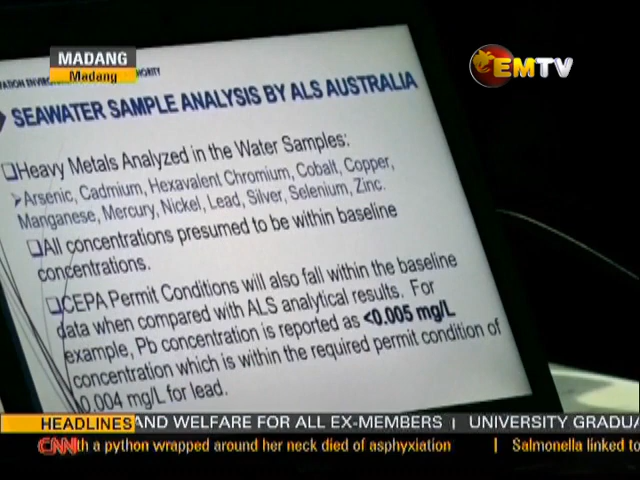 MADANG
Madang
EMTV
SEAWATER SAMPLE ANALYSIS BY ALS AUSTRALIA
Heavy Metals Analyzed in the Water Samples:
Arsenic, Cadmium, Hexavalent Chromium, Cobalt, Copper,
Manganese, Mercury, Nickel, Lead, Silver, Selenium, Zinc.
All concentrations presumed to be within baseline
concentrations.
CEPA Permit Conditions will also fall within the baseline
data when compared with ALS analytical results. For
example, Pb concentration is reported as <0.005 mg/L
concentration which is within the required permit condition of
0.004 mg/L for lead.
HEADLINES AND WELFARE FOR ALL EX-MEMBERS | UNIVERSITY GRADUA
CNN th a python wrapped around her neck died of asphyxiation | Salmonella linked to